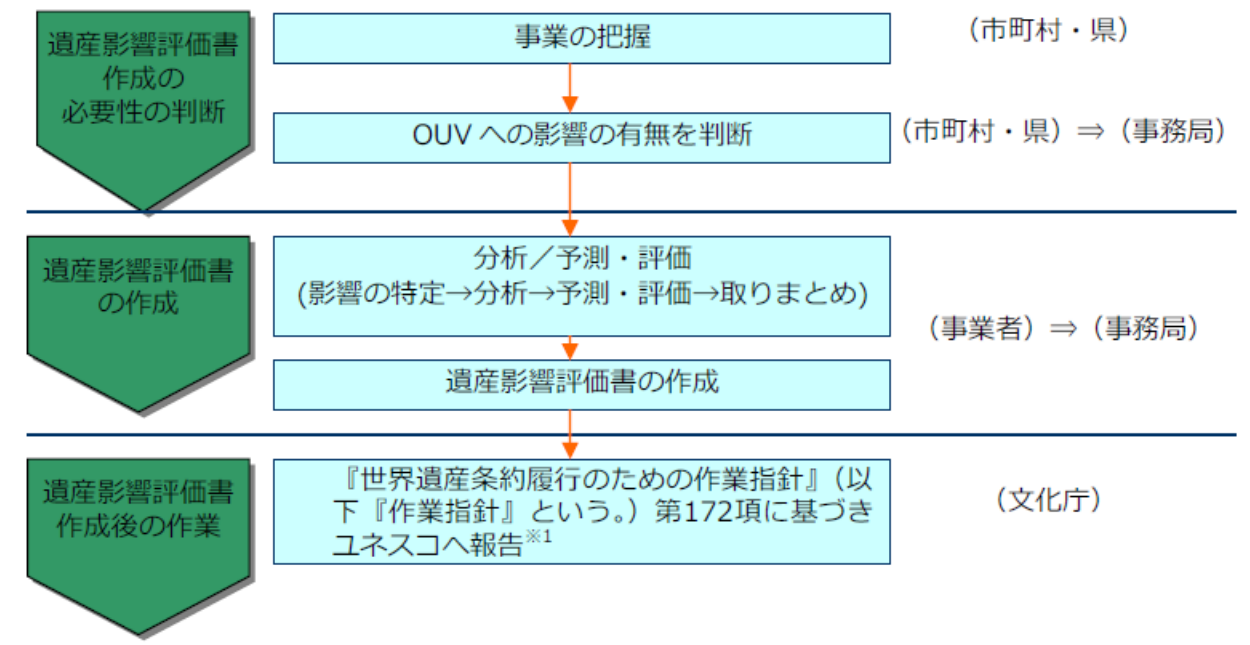 遺産影響評価書
作成の
必要性の判断
事業の把握
（市町村・県）
OUV への影響の有無を判断
（市町村・県）⇒（事務局）
遺産影響評価書
の作成
分析／予測・評価
(影響の特定→分析→予測・評価→取りまとめ)
（事業者）⇒（事務局）
遺産影響評価書の作成
遺産影響評価書
作成後の作業
『世界遺産条約履行のための作業指針』（以
下『作業指針』という。）第172項に基づき
ユネスコへ報告※1
（文化庁）